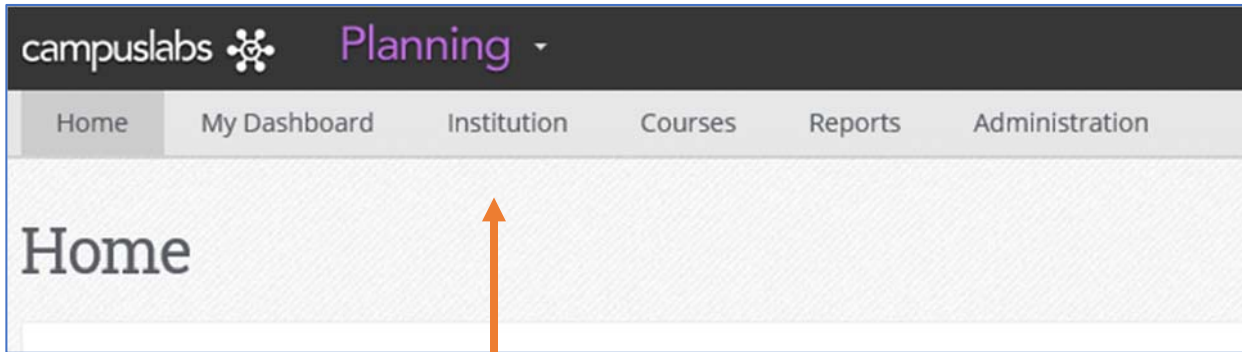 campuslabs Planning
Home My Dashboard Institution Courses Reports Administration
Home